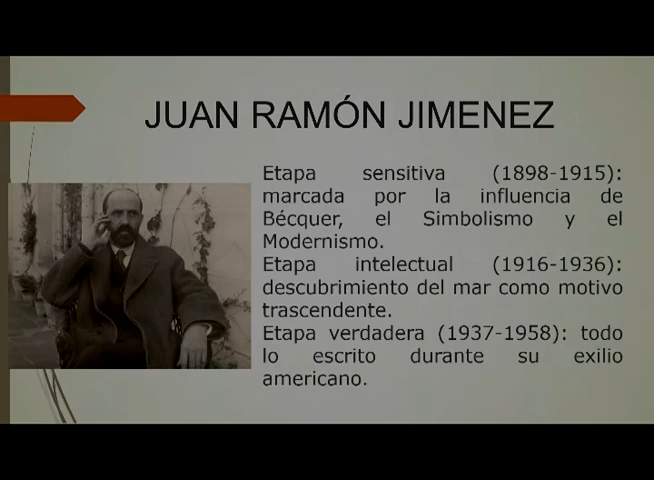 JUAN RAMÓN JIMENEZ
Etapa sensitiva (1898-1915):
marcada por la influencia de
Bécquer, el Simbolismo y el
Modernismo.
Etapa intelectual (1916-1936):
descubrimiento del mar como motivo
trascendente.
Etapa verdadera (1937-1958): todo
lo escrito durante su exilio
americano.